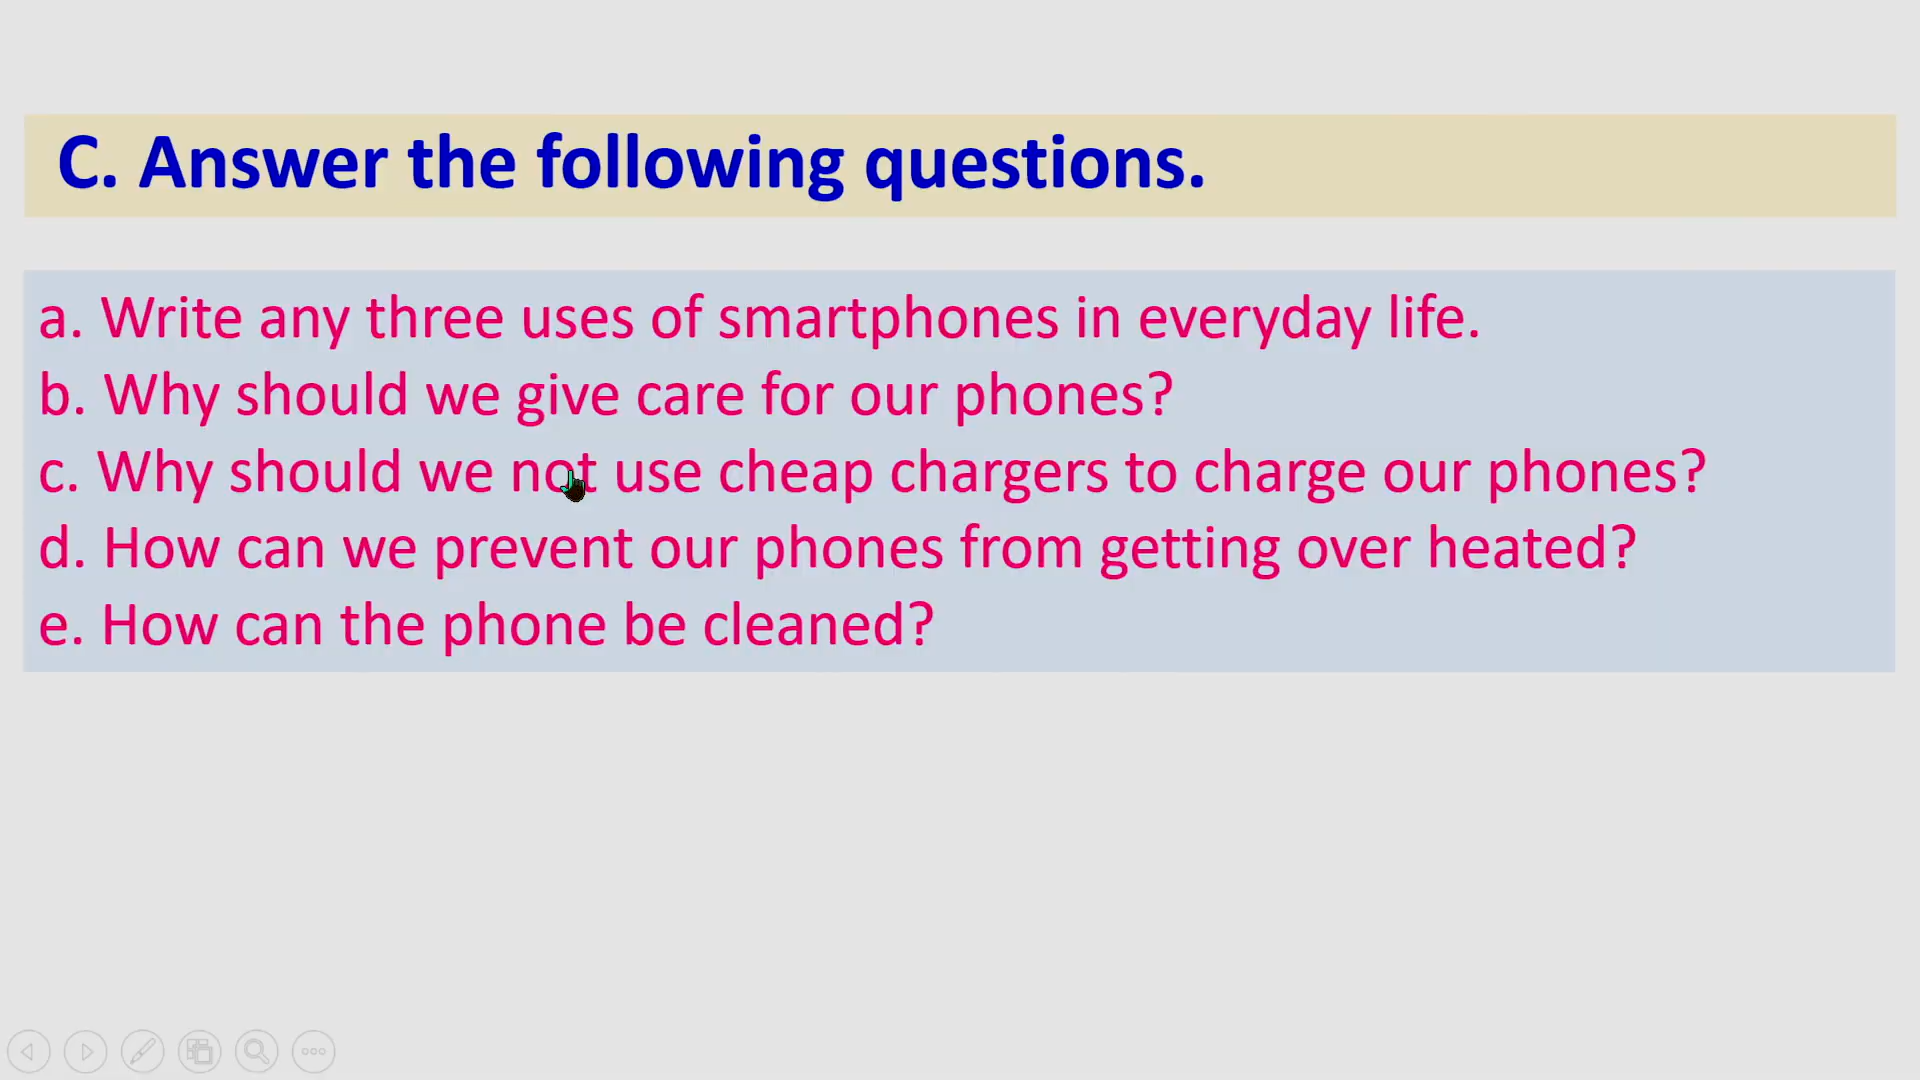 C. Answer the following questions.
a. Write any three uses of smartphones in everyday life.
b. Why should we give care for our phones?
c. Why should we not use cheap chargers to charge our phones?
d. How can we prevent our phones from getting over heated?
e. How can the phone be cleaned?